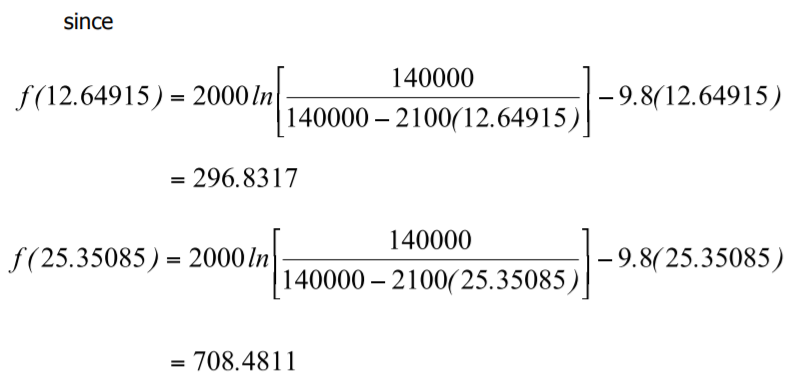 since
f(12.64915) = 2000 ln[140000 / (140000 – 2100(12.64915))] – 9.8(12.64915)
= 296.8317
f(25.35085) = 2000 ln[140000 / (140000 – 2100(25.35085))] – 9.8(25.35085)
= 708.4811